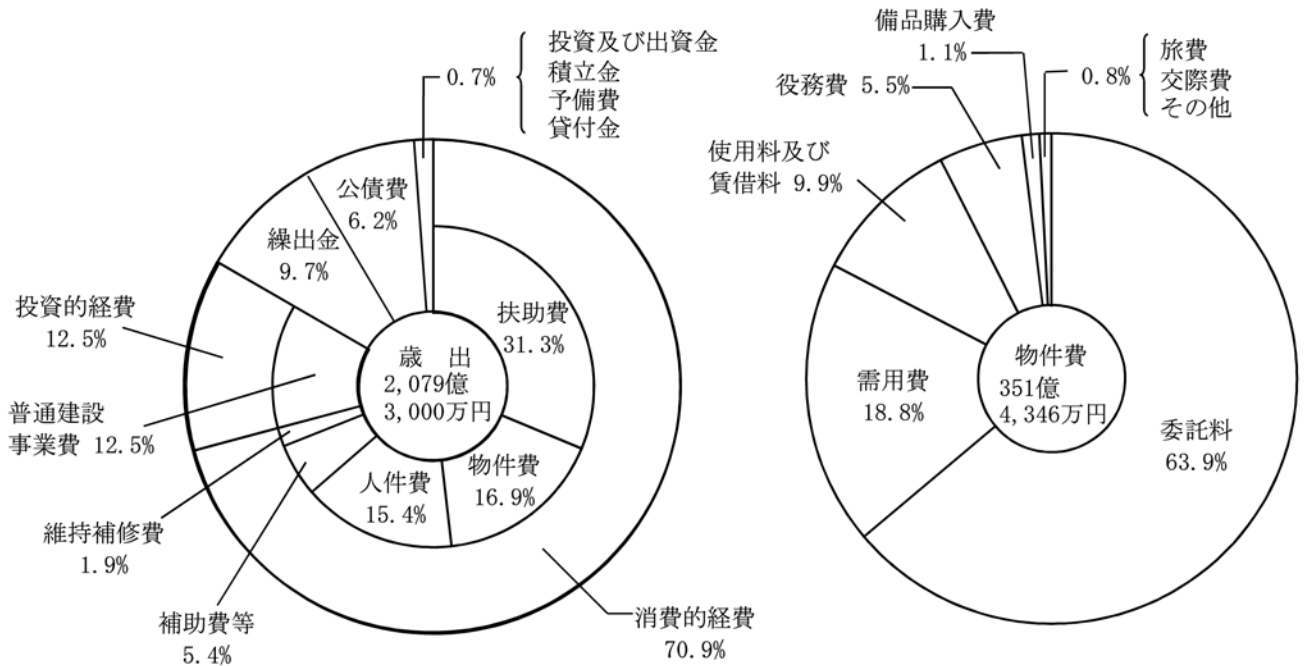 0.7%
投資及び出資金
積立金
予備費
貸付金
公債費
6.2%
繰出金
9.7%
投資的経費
12.5%
普通建設
事業費 12.5%
維持補修費
1.9%
補助費等
5.4%
歳 出
2,079億
3,000万円
扶助費
31.3%
物件費
16.9%
人件費
15.4%
消費的経費
70.9%
備品購入費
1.1%
0.8%
旅費
交際費
その他
役務費 5.5%
使用料及び
賃借料 9.9%
需用費
18.8%
物件費
351億
4,346万円
委託料
63.9%